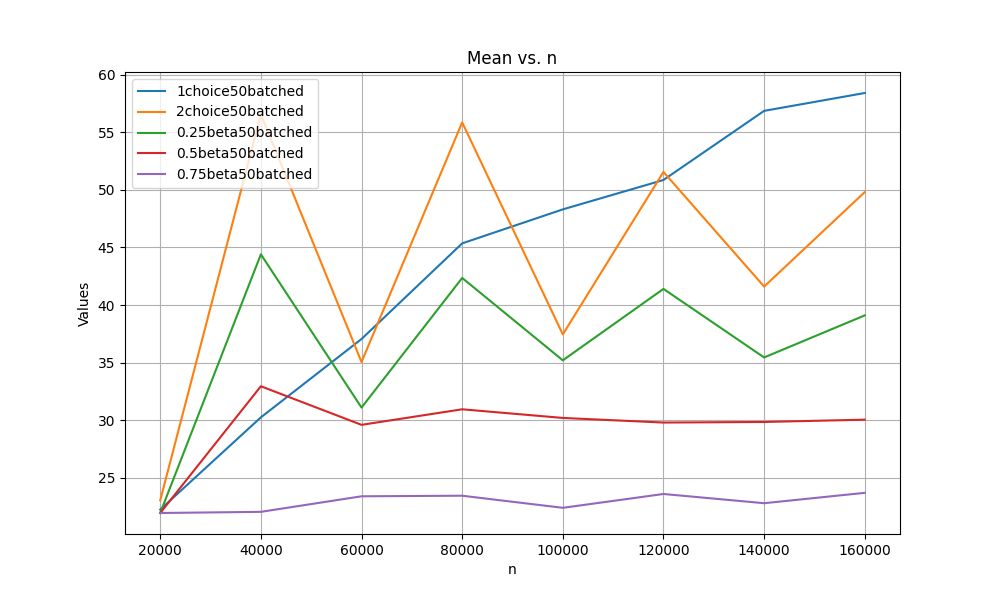 Mean vs. n
60
55
50
45
40
35
30
25
Values
1choice50batched
2choice50batched
0.25beta50batched
0.5beta50batched
0.75beta50batched
20000 40000 60000 80000 100000 120000 140000 160000
n